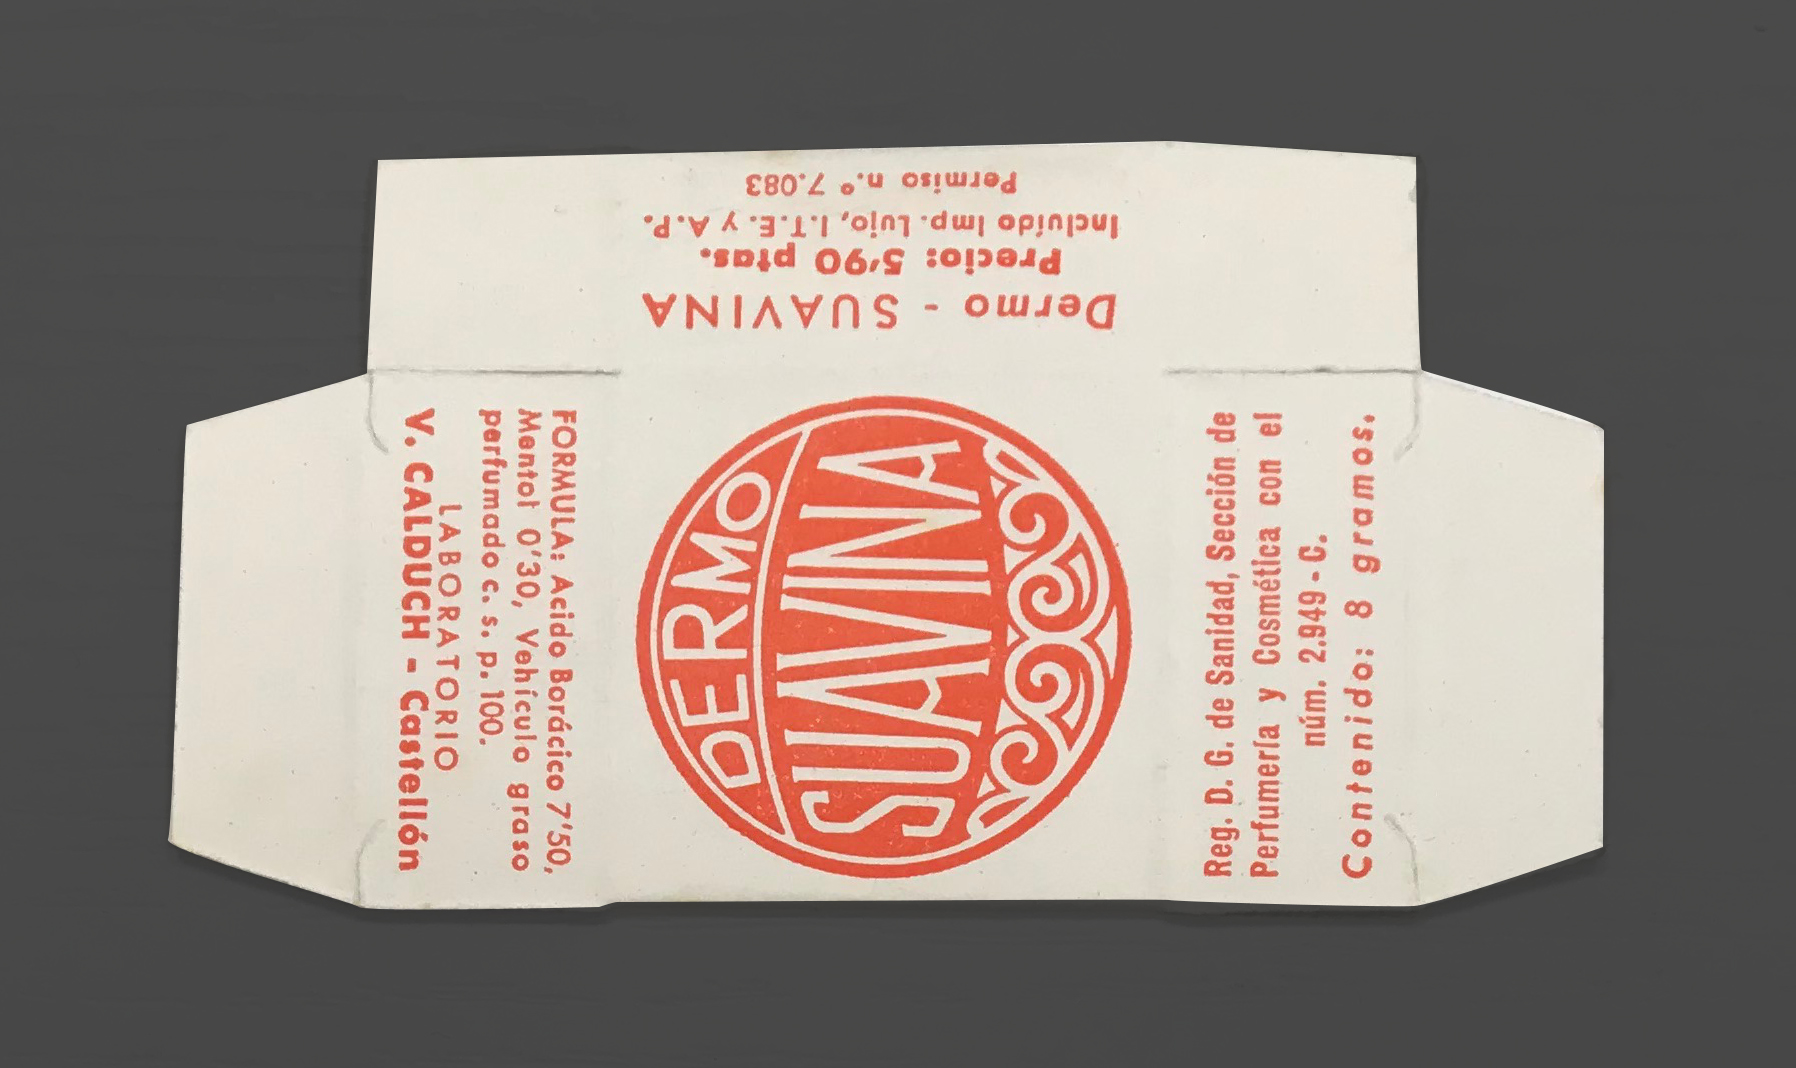 Dermo - SUAVINA
Precio: 5'90 ptas.
Incluído Imp. Lujo, I.T.E. y A.P.
Permiso n.º 7.083
FORMULA: Acido Borácico 7'50,
Mentol 0'30, Vehículo graso
perfumado c. s. p. 100.
LABORATORIO
V. CALDUCH - Castellón
DERMO
SUAVINA
Reg. D. G. de Sanidad, Sección de
Perfumería y Cosmética con el
núm. 2.949 - C.
Contenido: 8 gramos.